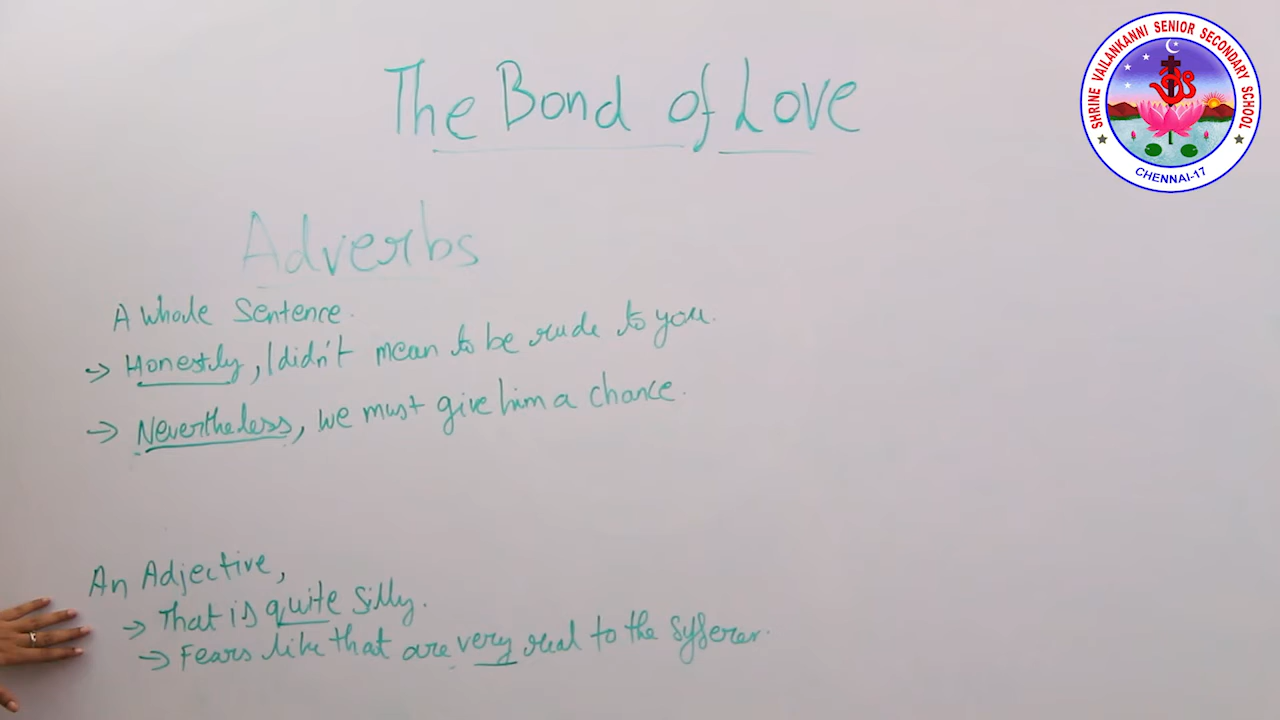 The Bond of Love
SHRINE VAILANKANNI SENIOR SECONDARY SCHOOL
CHENNAI-17
Adverbs
A whole sentence.
→ Honestly, I didn't mean to be rude to you.
→ Nevertheless, we must give him a chance.
An Adjective,
→ That is quite silly.
→ Fears like that are very real to the sufferer.